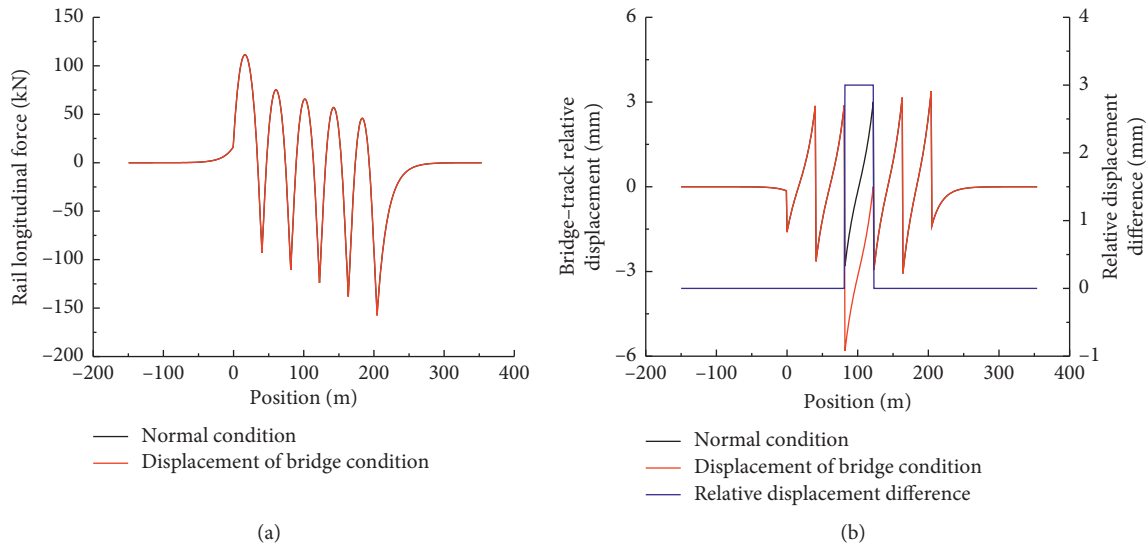 150
100
50
0
−50
−100
−150
−200
Rail longitudinal force (kN)
−200
−100
0
100
200
300
400
Position (m)
Normal condition
Displacement of bridge condition
(a)
6
3
0
−3
−6
Bridge–track relative
displacement (mm)
4
3
2
1
0
−1
Relative displacement
difference (mm)
−200
−100
0
100
200
300
400
Position (m)
Normal condition
Displacement of bridge condition
Relative displacement difference
(b)